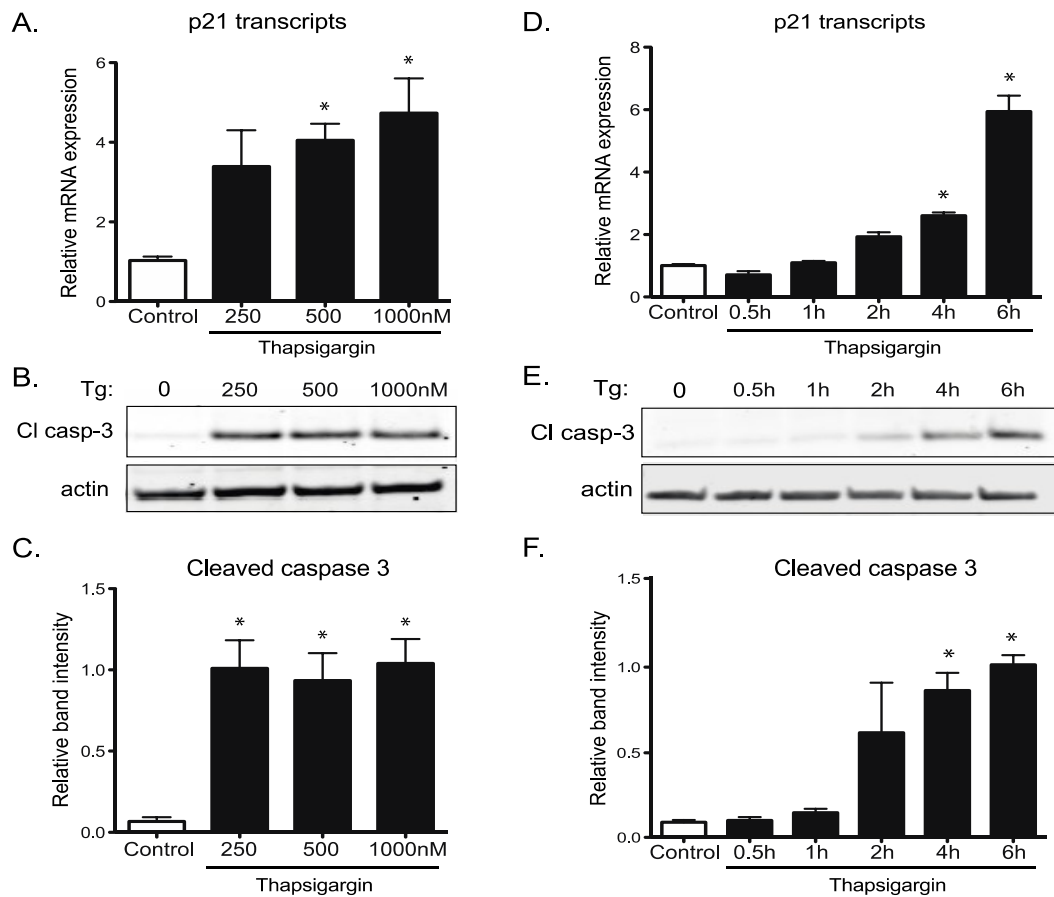 A.
p21 transcripts
Relative mRNA expression
6
4
2
0
Control 250 500 1000nM
Thapsigargin
B.
Tg: 0 250 500 1000nM
Cl casp-3
actin
C.
Cleaved caspase 3
Relative band intensity
1.5
1.0
0.5
0.0
* * *
Control 250 500 1000nM
Thapsigargin
D.
p21 transcripts
Relative mRNA expression
8
6
4
2
0
* *
Control 0.5h 1h 2h 4h 6h
Thapsigargin
E.
Tg: 0 0.5h 1h 2h 4h 6h
Cl casp-3
actin
F.
Cleaved caspase 3
Relative band intensity
1.5
1.0
0.5
0.0
* *
Control 0.5h 1h 2h 4h 6h
Thapsigargin